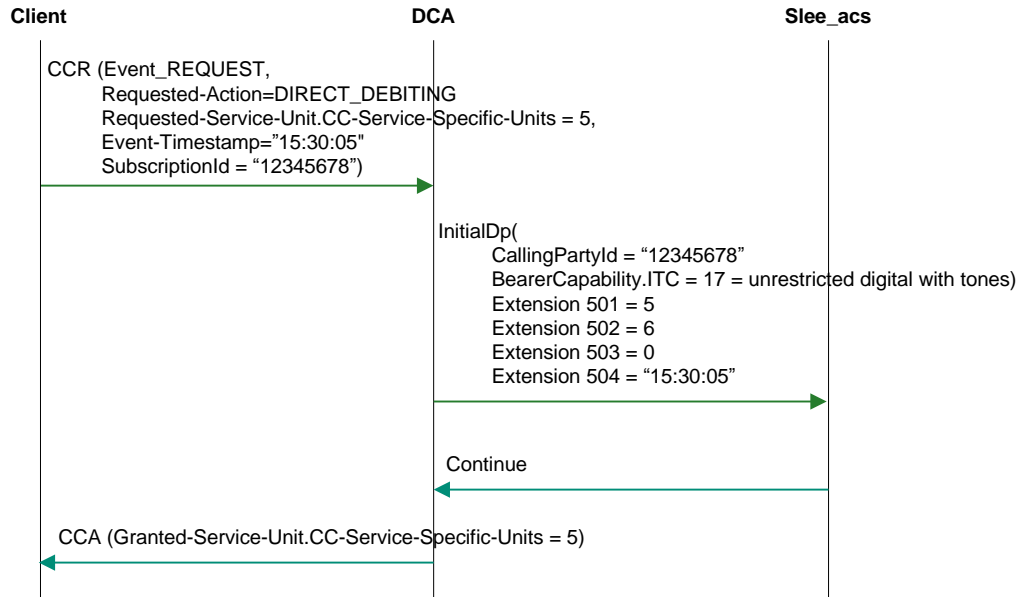 Client DCA Slee_acs
CCR (Event_REQUEST,
Requested-Action=DIRECT_DEBITING
Requested-Service-Unit.CC-Service-Specific-Units = 5,
Event-Timestamp=”15:30:05"
SubscriptionId = “12345678”)
InitialDp(
CallingPartyId = “12345678”
BearerCapability.ITC = 17 = unrestricted digital with tones)
Extension 501 = 5
Extension 502 = 6
Extension 503 = 0
Extension 504 = “15:30:05”
Continue
CCA (Granted-Service-Unit.CC-Service-Specific-Units = 5)